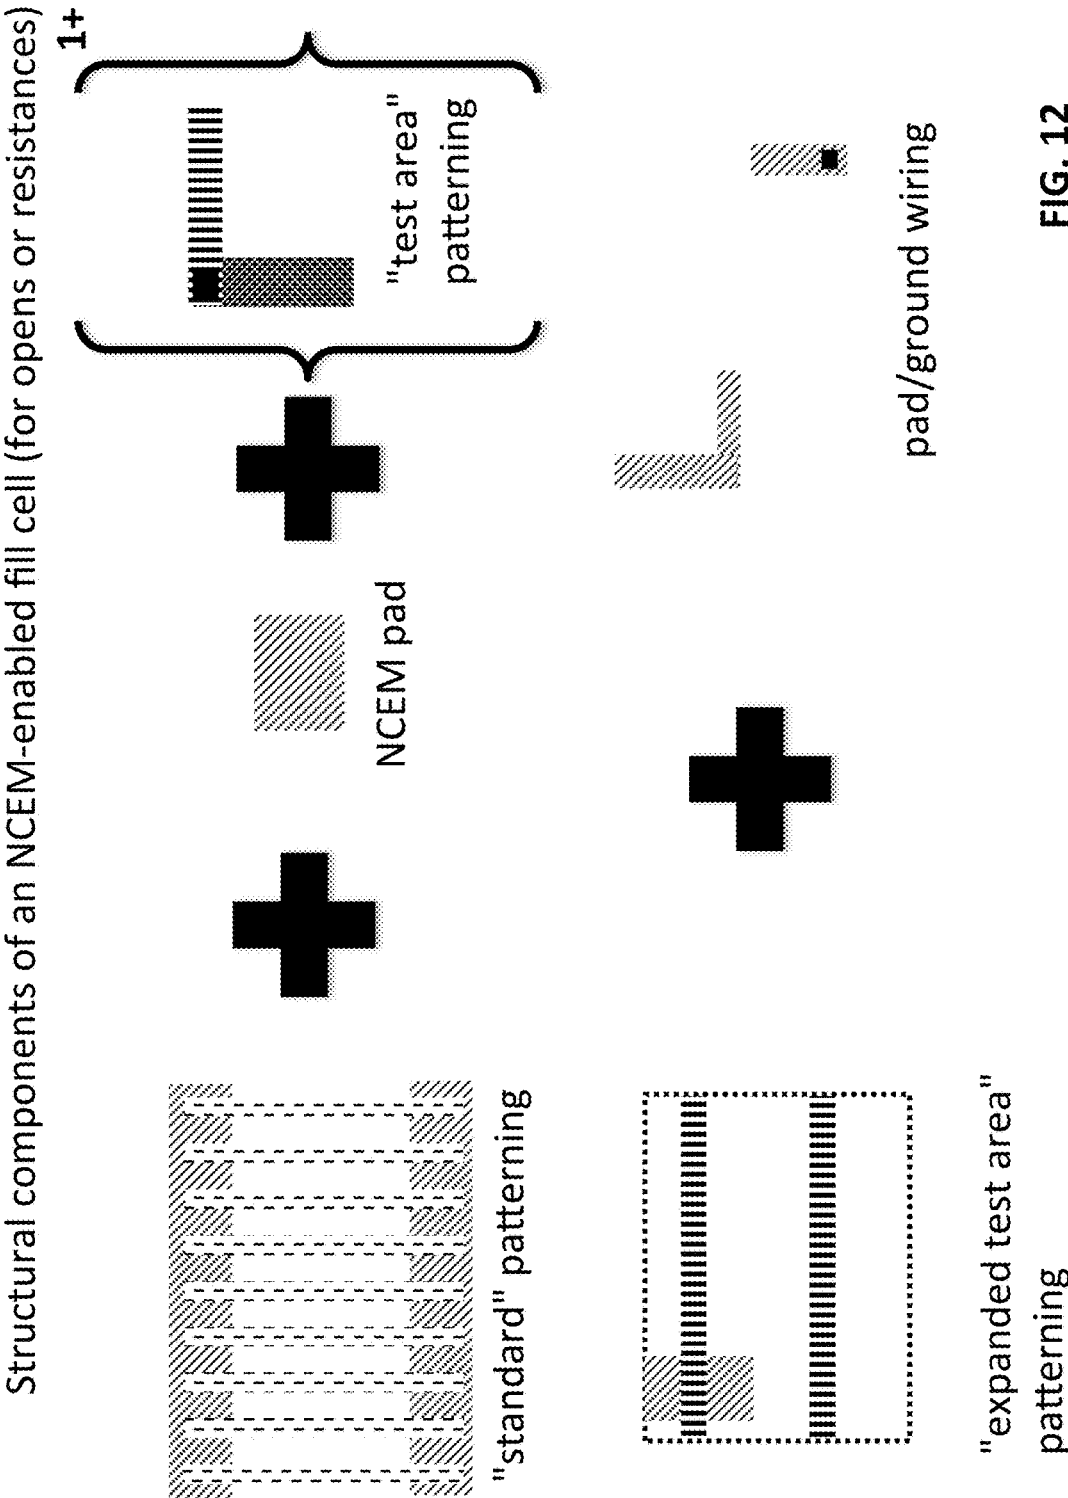 Structural components of an NCEM-enabled fill cell (for opens or resistances)
1+
"standard" patterning
NCEM pad
"test area"
patterning
"expanded test area"
patterning
pad/ground wiring
FIG. 12